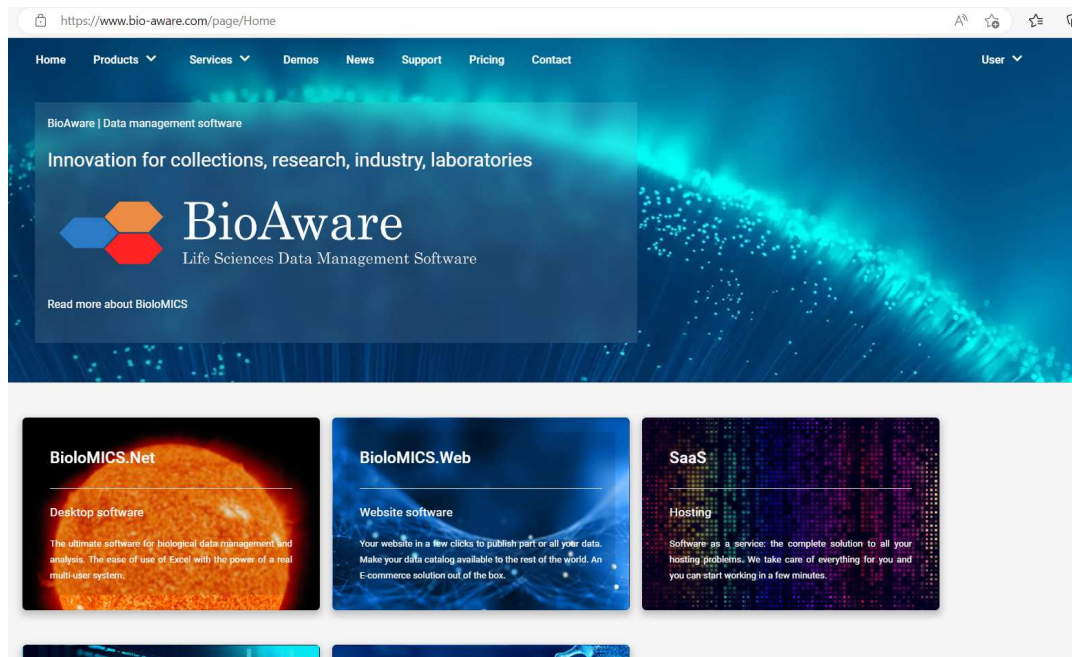 https://www.bio-aware.com/page/Home
Home Products Services Demos News Support Pricing Contact User
BioAware | Data management software
Innovation for collections, research, industry, laboratories
BioAware
Life Sciences Data Management Software
Read more about BioloMICS
BioloMICS.Net
Desktop software
The ultimate software for biological data management and
analysis. The ease of use of Excel with the power of a real
multi-user system.
BioloMICS.Web
Website software
Your website in a few clicks to publish part or all your data.
Make your data catalog available to the rest of the world. An
E-commerce solution out of the box.
SaaS
Hosting
Software as a service: the complete solution to all your
hosting problems. We take care of everything for you and
you can start working in a few minutes.